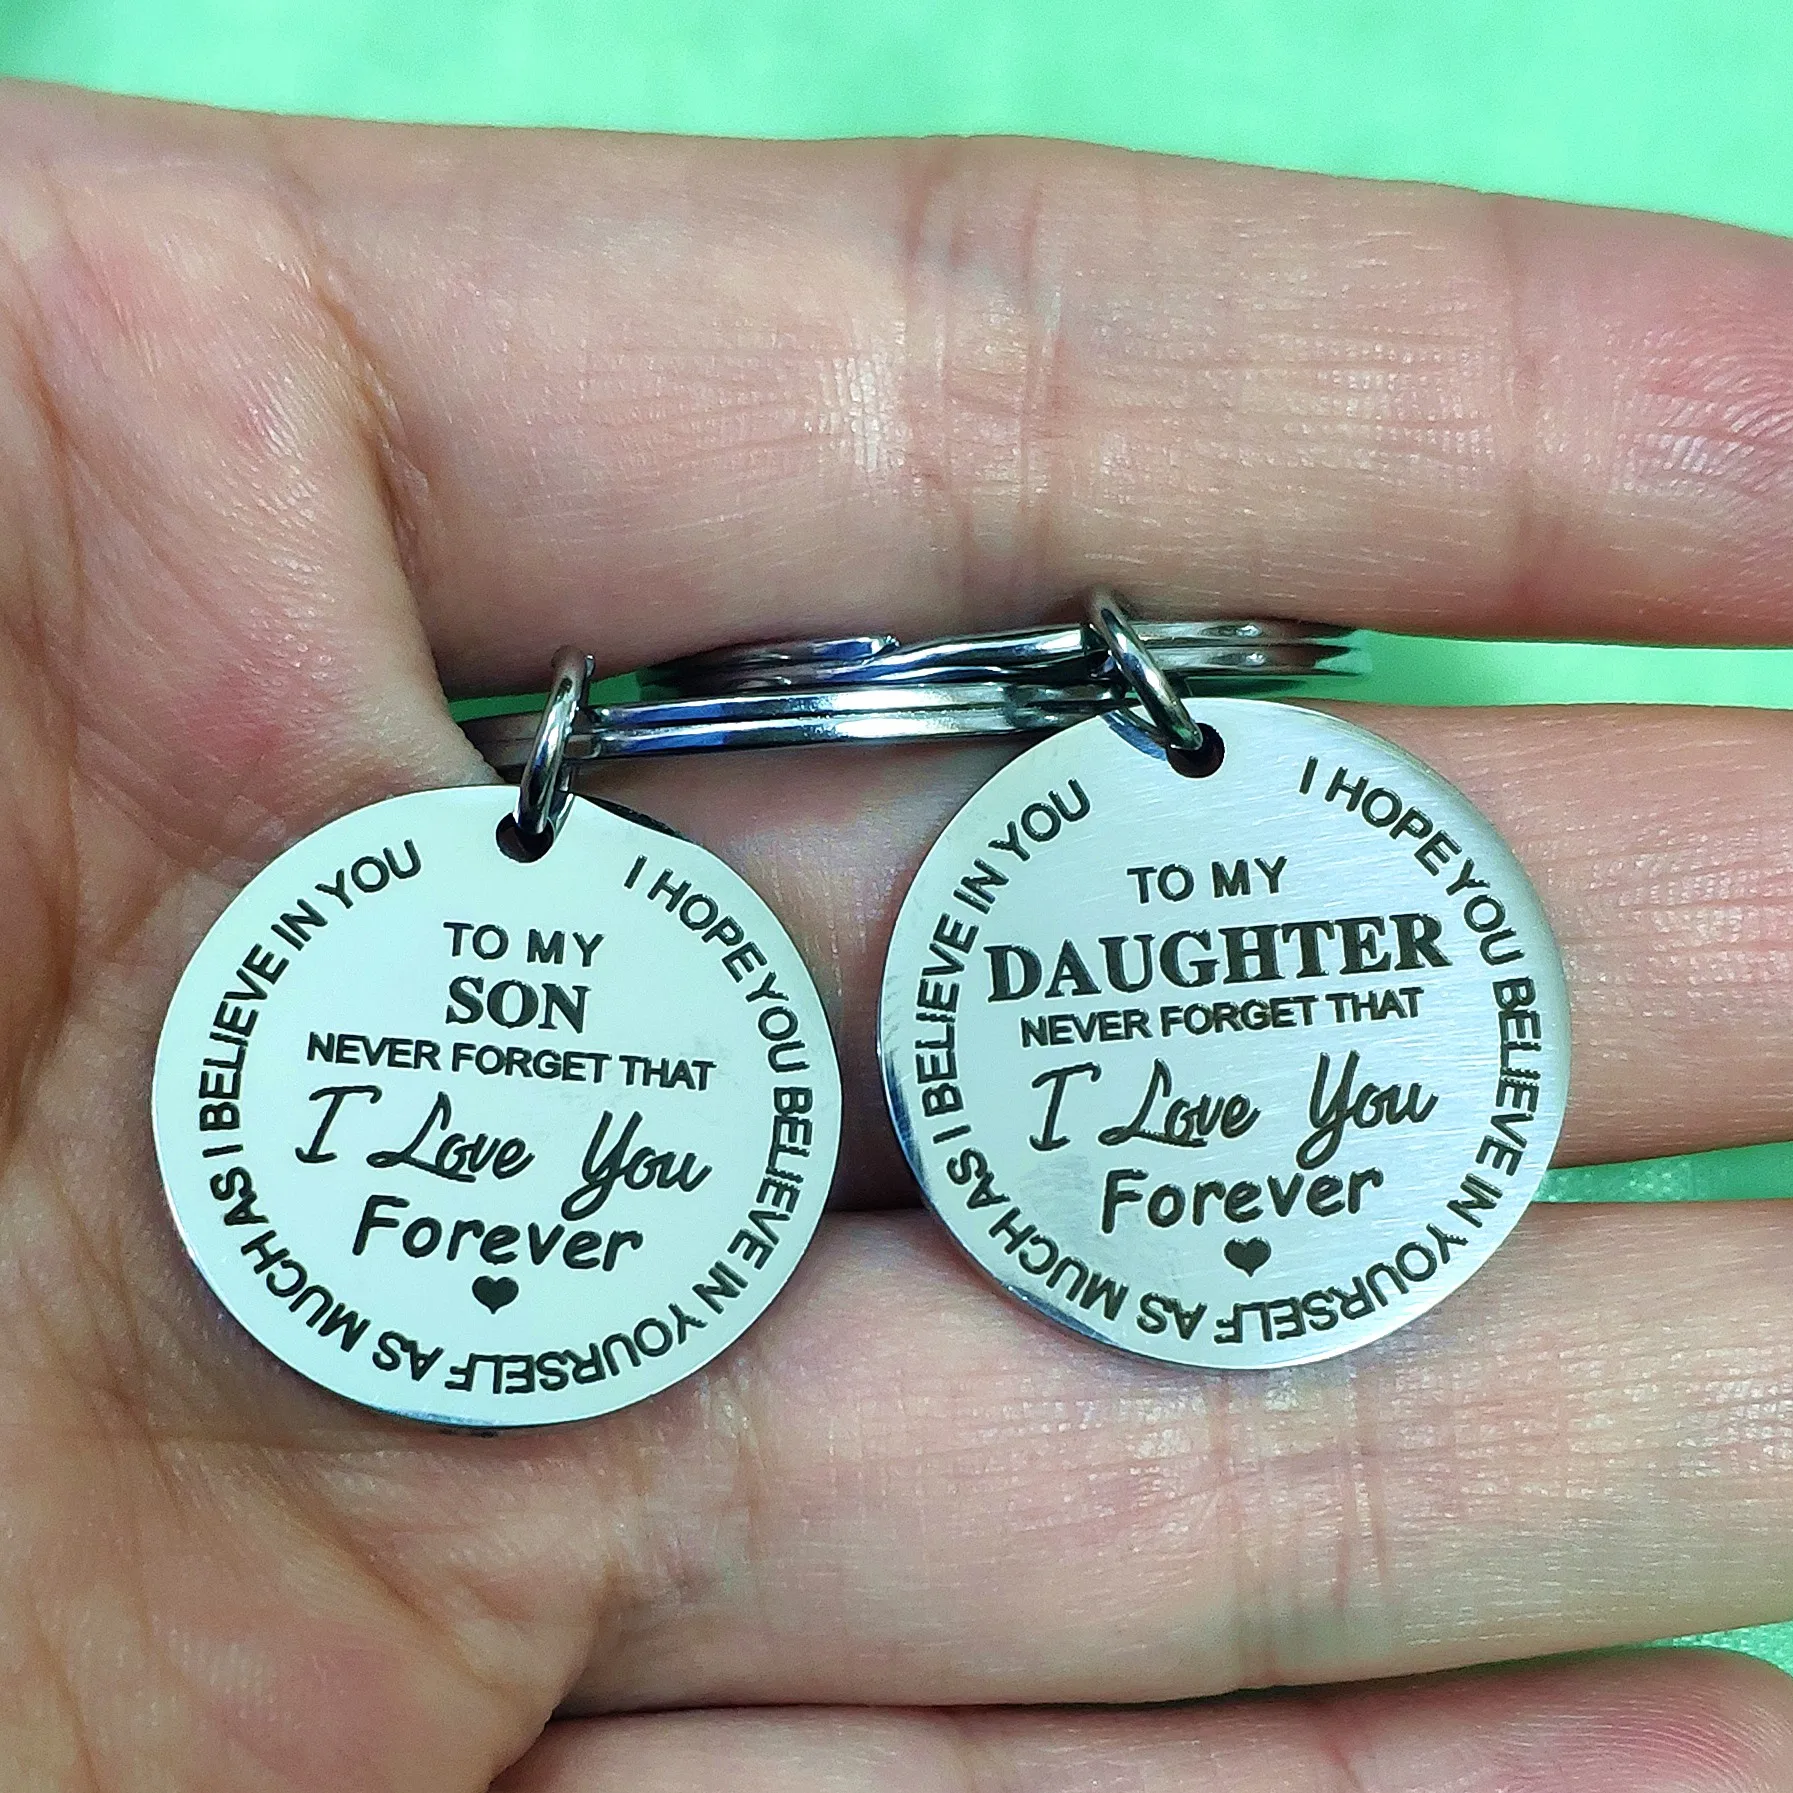 I HOPE YOU BELIEVE IN YOURSELF AS MUCH AS I BELIEVE IN YOU
TO MY
SON
NEVER FORGET THAT
I Love You
Forever
I HOPE YOU BELIEVE IN YOURSELF AS MUCH AS I BELIEVE IN YOU
TO MY
DAUGHTER
NEVER FORGET THAT
I Love You
Forever